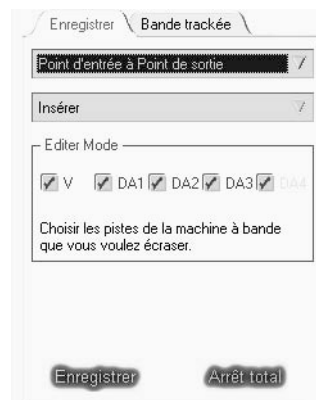 Enregistrer Bande trackée
Point d'entrée à Point de sortie
Insérer
Editer Mode
V DA1 DA2 DA3 DA4
Choisir les pistes de la machine à bande
que vous voulez écraser.
Enregistrer Arrêt total